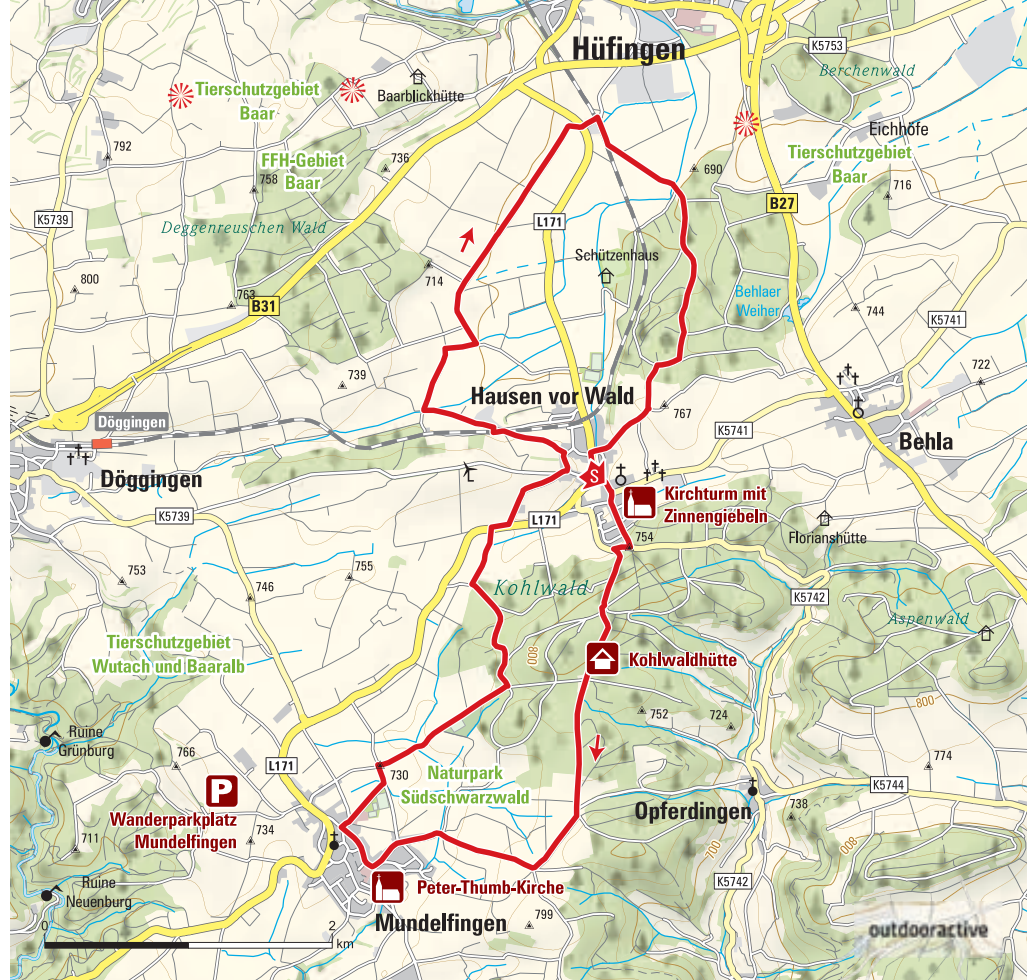 Hüfingen
K5753
Berchenwald
Tierschutzgebiet
Baar
Baarblickhütte
Eichhöfe
792
FFH-Gebiet
Baar
758
736
690
Tierschutzgebiet
Baar
716
K5739
Deggenreuschen Wald
L171
B27
Schützenhaus
714
800
763
B31
Behlaer
Weiher
744
K5741
722
739
Hausen vor Wald
767
Döggingen
K5741
Behla
Döggingen
S
Kirchturm mit
Zinnengiebeln
K5739
L171
754
Florianshütte
753
746
755
Kohlwald
K5742
Aspenwald
Tierschutzgebiet
Wutach und Baaralb
800
Kohlwaldhütte
752
724
800
Ruine
Grünburg
766
L171
730
Naturpark
Südschwarzwald
774
K5744
P
Wanderparkplatz
Mundelfingen
734
711
Opferdingen
738
700
800
Ruine
Neuenburg
Peter-Thumb-Kirche
K5742
Mundelfingen
799
0
2
km
outdooractive